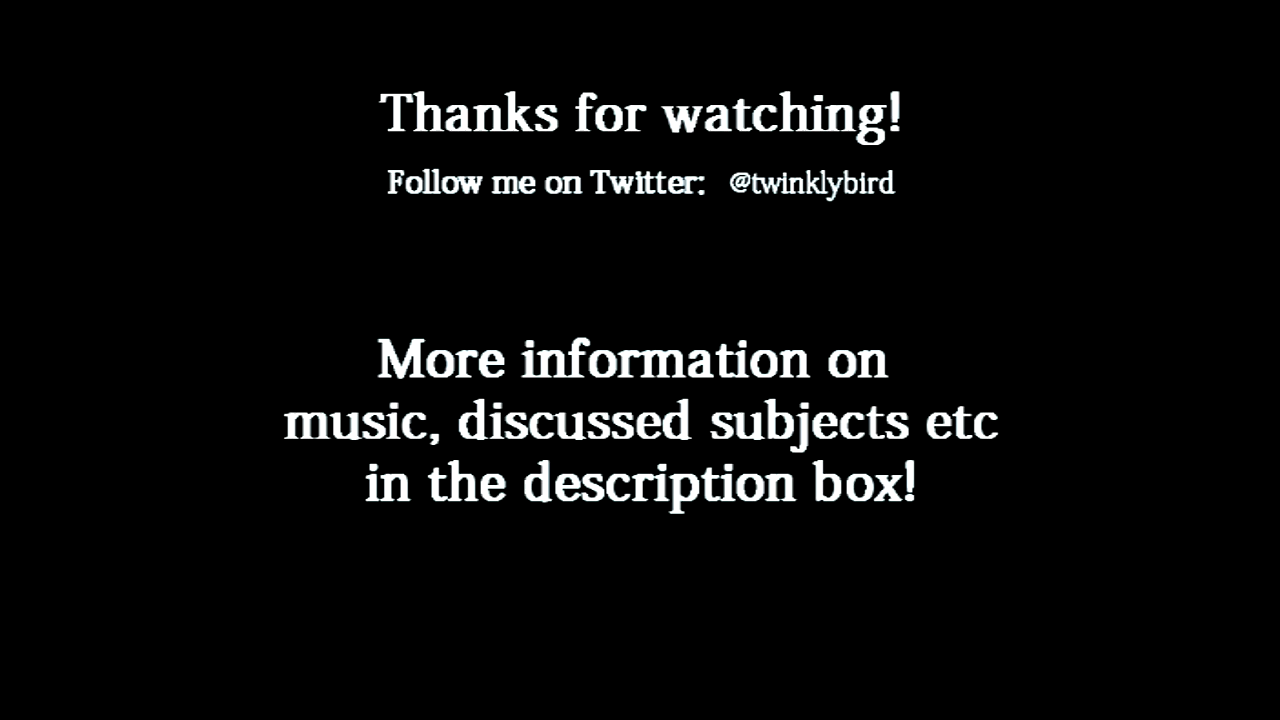 Thanks for watching!
Follow me on Twitter: @twinklybird
More information on
music, discussed subjects etc
in the description box!